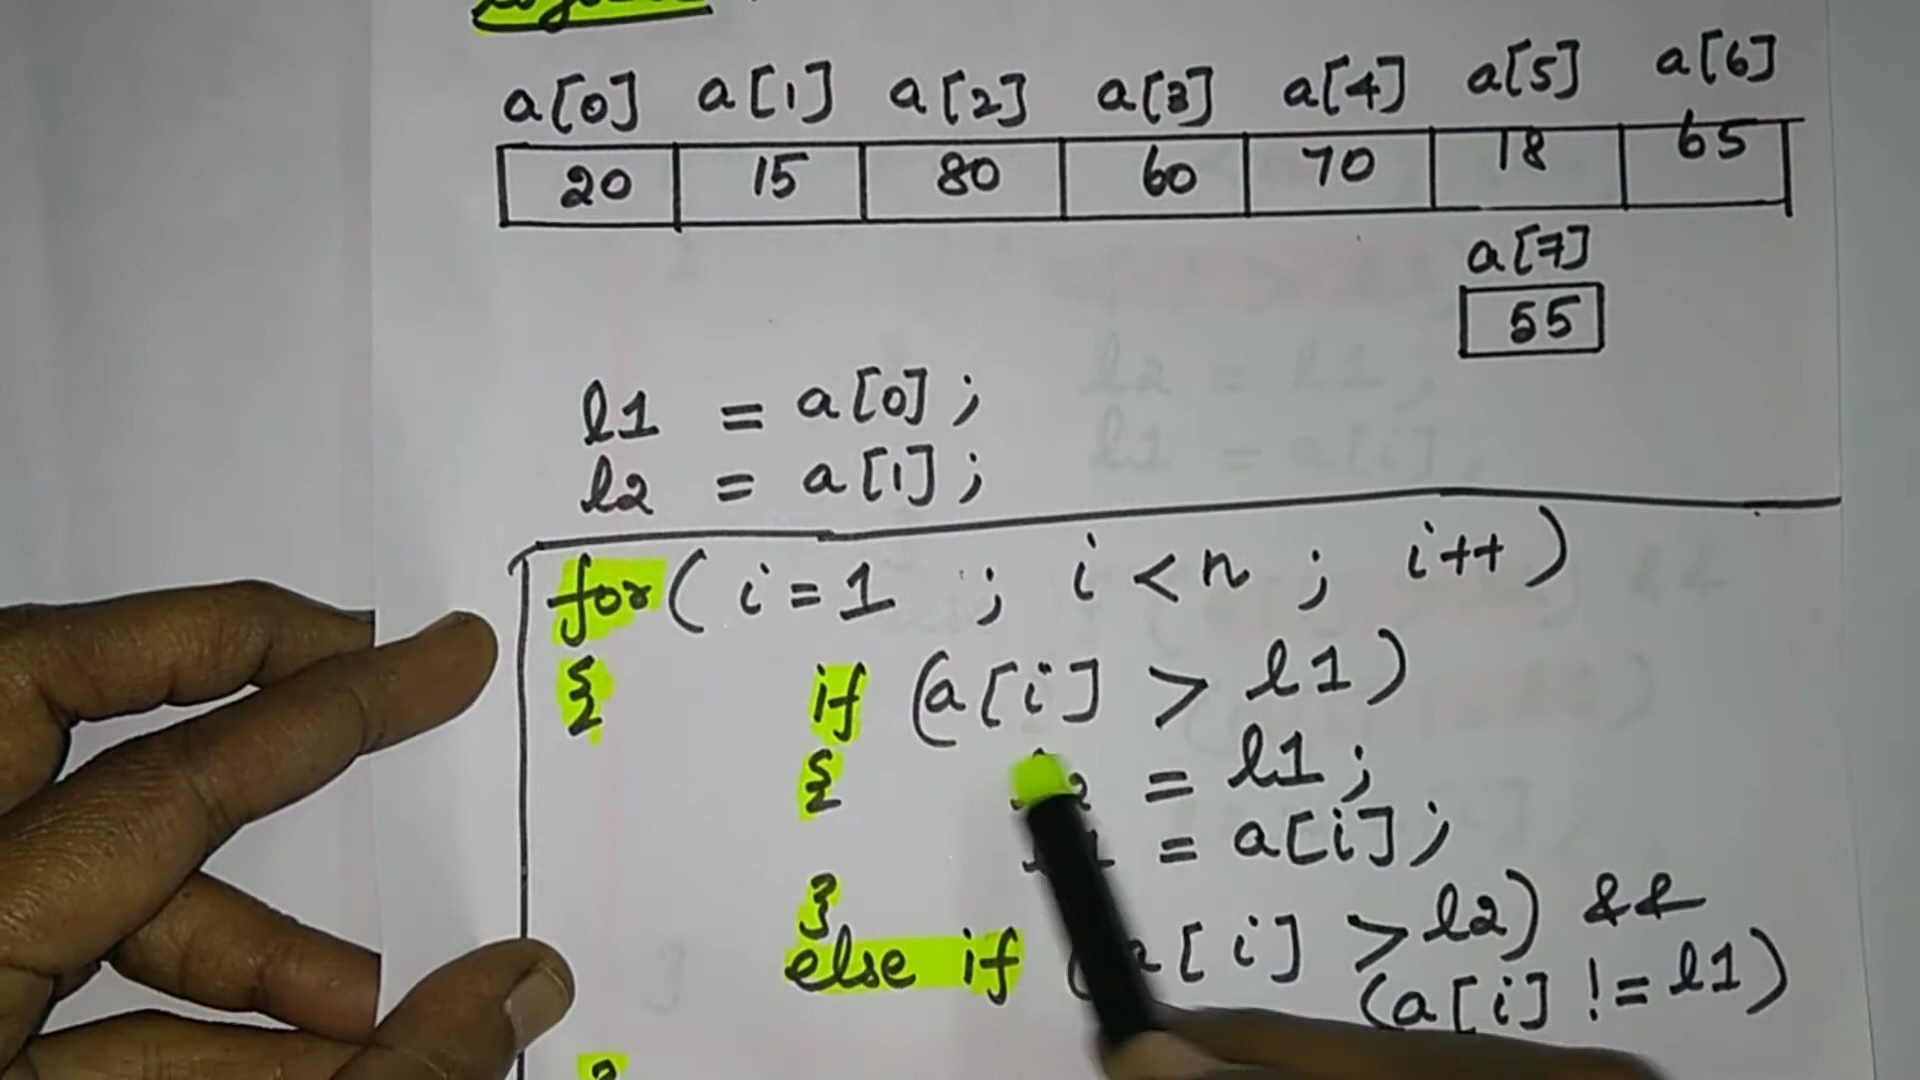 a[0] a[1] a[2] a[3] a[4] a[5] a[6]
20 15 80 60 70 18 65
a[7]
55
l1 = a[0];
l2 = a[1];
for( i=1 ; i<n ; i++)
{ if (a[i] > l1)
{ = l1;
= a[i];
}
else if a[i] > l2) &&
(a[i] != l1)